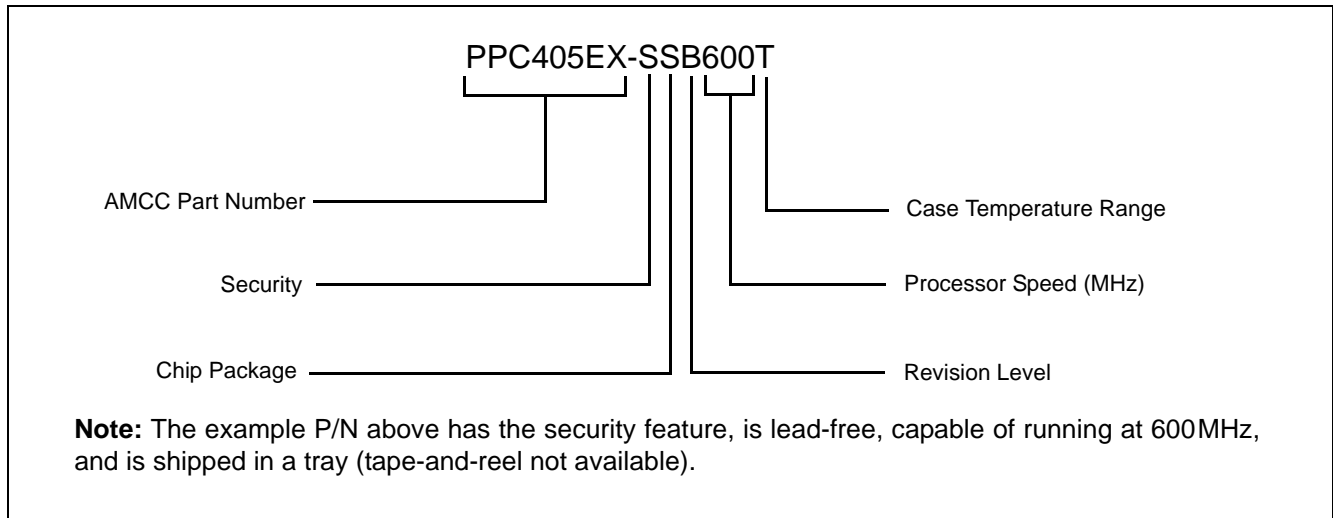 PPC405EX-SSB600T
AMCC Part Number
Case Temperature Range
Security
Processor Speed (MHz)
Chip Package
Revision Level
Note: The example P/N above has the security feature, is lead-free, capable of running at 600MHz,
and is shipped in a tray (tape-and-reel not available).